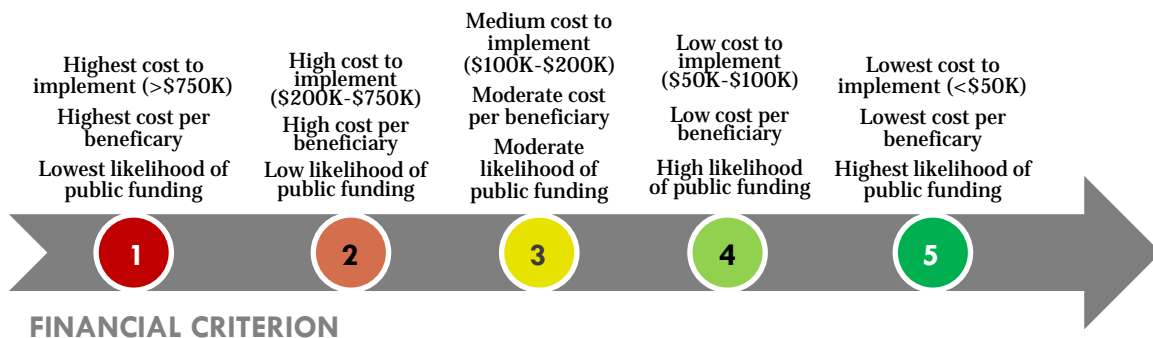 Highest cost to
implement (>$750K)
Highest cost per
beneficary
Lowest likelihood of
public funding
High cost to
implement
($200K-$750K)
High cost per
beneficiary
Low likelihood of
public funding
Medium cost to
implement
($100K-$200K)
Moderate cost
per beneficiary
Moderate
likelihood of
public funding
Low cost to
implement
($50K-$100K)
Low cost per
beneficiary
High likelihood
of public funding
Lowest cost to
implement (<$50K)
Lowest cost per
beneficary
Highest likelihood of
public funding
1
2
3
4
5
FINANCIAL CRITERION